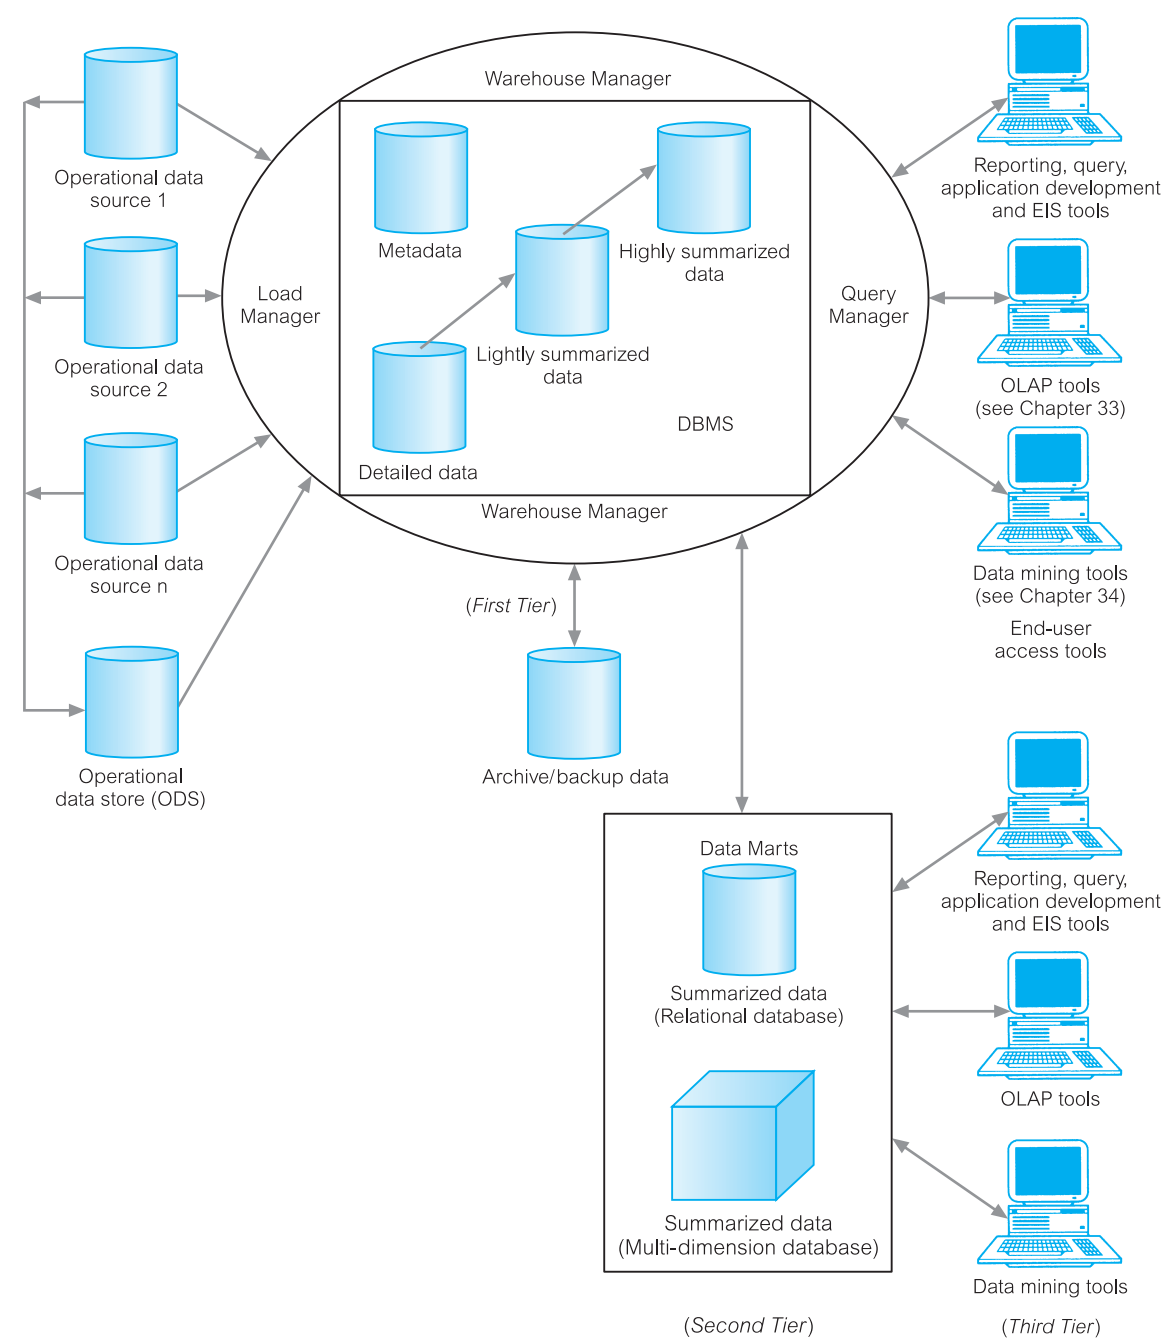 Warehouse Manager
Operational data
source 1
Operational data
source 2
Operational data
source n
Operational
data store (ODS)
Load
Manager
Metadata
Highly summarized
data
Lightly summarized
data
Detailed data
DBMS
Query
Manager
Warehouse Manager
(First Tier)
Archive/backup data
Reporting, query,
application development
and EIS tools
OLAP tools
(see Chapter 33)
Data mining tools
(see Chapter 34)
End-user
access tools
Data Marts
Summarized data
(Relational database)
Summarized data
(Multi-dimension database)
(Second Tier)
Reporting, query,
application development
and EIS tools
OLAP tools
Data mining tools
(Third Tier)